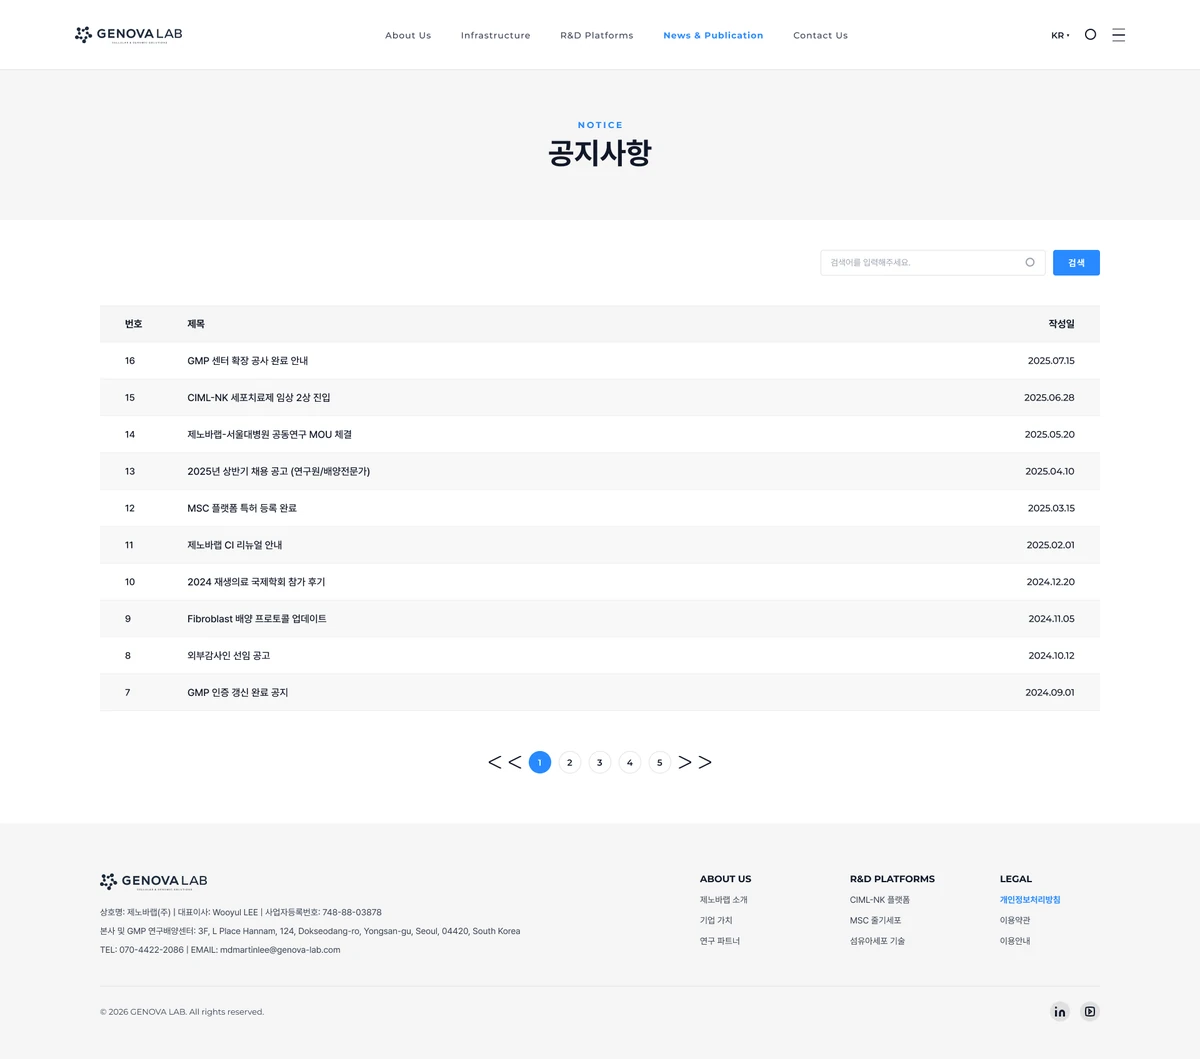 GENOVA LAB
About Us
Infrastructure
R&D Platforms
News & Publication
Contact Us
KR
NOTICE
공지사항
검색어를 입력해주세요.
검색
번호 제목 작성일
16 GMP 센터 확장 공사 완료 안내 2025.07.15
15 CIML-NK 세포치료제 임상 2상 진입 2025.06.28
14 제노바랩-서울대병원 공동연구 MOU 체결 2025.05.20
13 2025년 상반기 채용 공고 (연구원/배양전문가) 2025.04.10
12 MSC 플랫폼 특허 등록 완료 2025.03.15
11 제노바랩 CI 리뉴얼 안내 2025.02.01
10 2024 재생의료 국제학회 참가 후기 2024.12.20
9 Fibroblast 배양 프로토콜 업데이트 2024.11.05
8 외부감사인 선임 공고 2024.10.12
7 GMP 인증 갱신 완료 공지 2024.09.01
< < 1 2 3 4 5 > >
GENOVA LAB
상호명: 제노바랩(주) | 대표이사: Wooyul LEE | 사업자등록번호: 748-88-03878
본사 및 GMP 연구배양센터: 3F, L Place Hannam, 124, Dokseodang-ro, Yongsan-gu, Seoul, 04420, South Korea
TEL: 070-4422-2086 | EMAIL: mdmartinlee@genova-lab.com
ABOUT US
제노바랩 소개
기업 가치
연구 파트너
R&D PLATFORMS
CIML-NK 플랫폼
MSC 줄기세포
섬유아세포 기술
LEGAL
개인정보처리방침
이용약관
이용안내
© 2026 GENOVA LAB. All rights reserved.
in